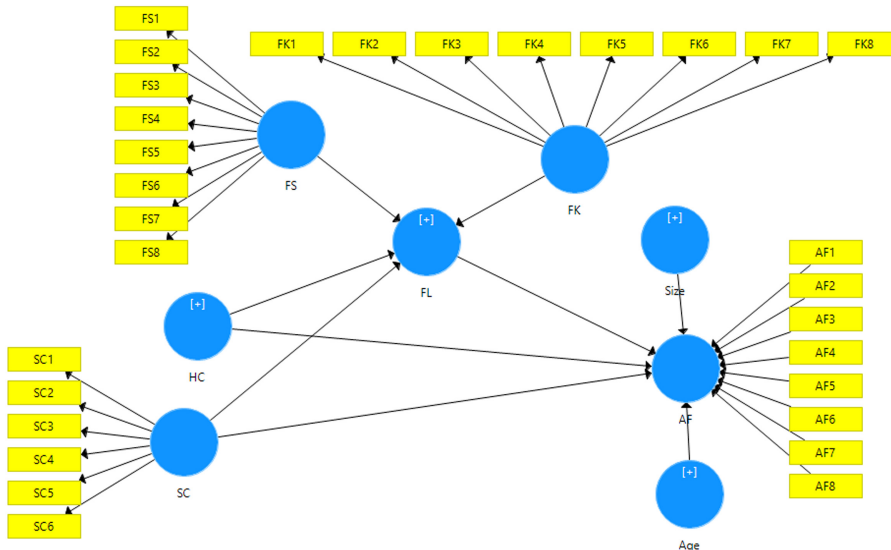 FS1
FS2
FS3
FS4
FS5
FS6
FS7
FS8
FS
FK1
FK2
FK3
FK4
FK5
FK6
FK7
FK8
FK
[+]
FL
[+]
Size
[+]
HC
SC1
SC2
SC3
SC4
SC5
SC6
SC
AF1
AF2
AF3
AF4
AF5
AF6
AF7
AF8
AF
[+]
Age